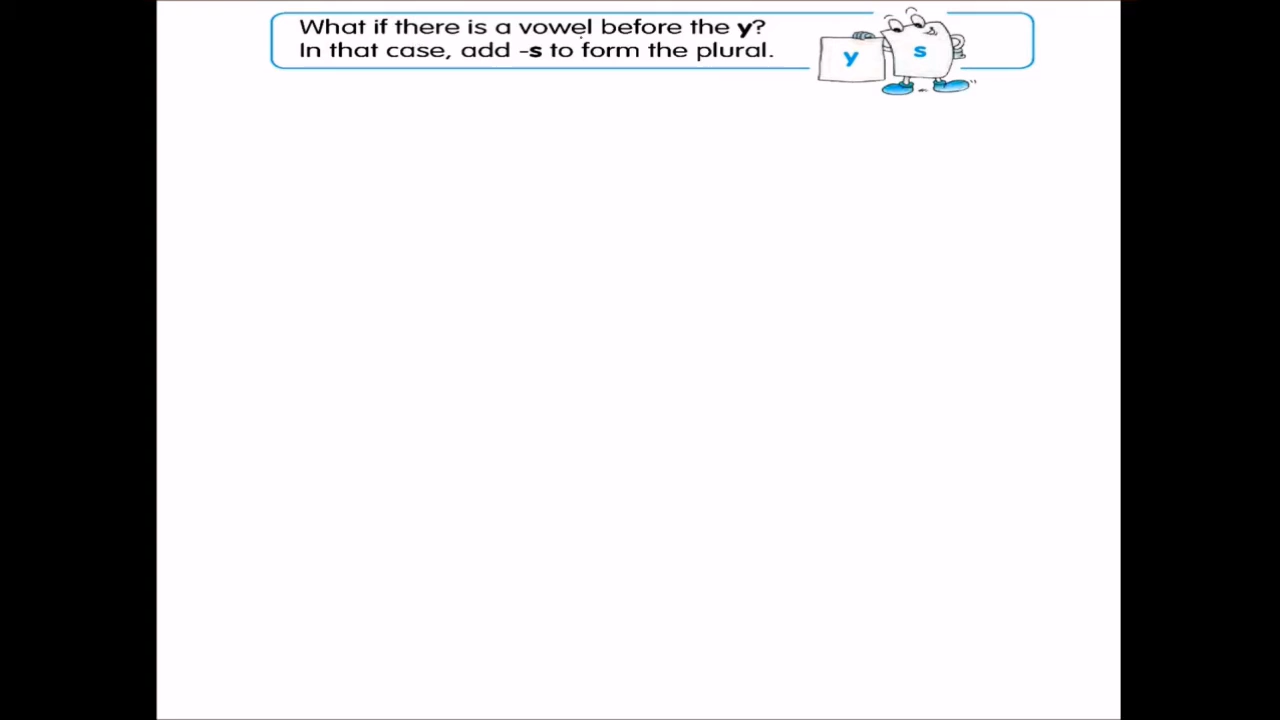 What if there is a vowel before the y?
In that case, add -s to form the plural.
y s